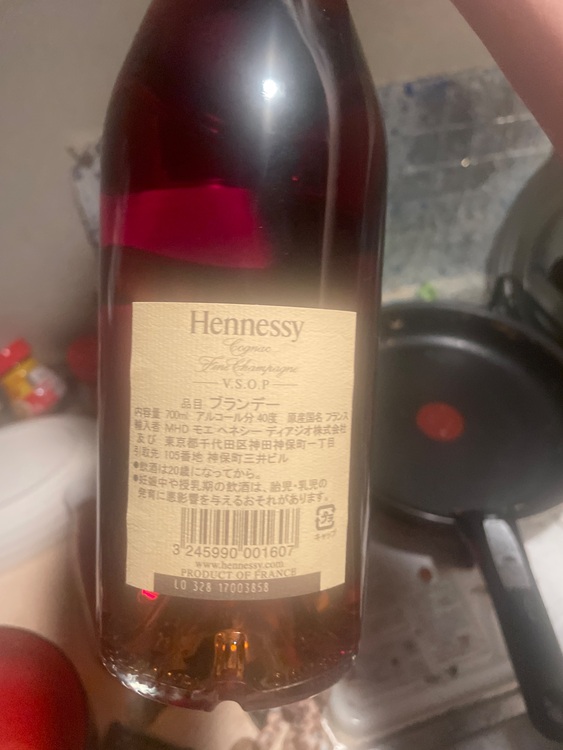 Hennessy
Cognac
Fine Champagne
V.S.O.P
品目 ブランデー
内容量 700ml アルコール分 40度 原産国名 フランス
輸入者 MHD モエ ヘネシー ディアジオ株式会社
及び 東京都千代田区神田神保町一丁目
引取先 105番地 神保町三井ビル
●飲酒は20歳になってから。
●妊娠中や授乳期の飲酒は、胎児・乳児の
発育に悪影響を与えるおそれがあります。
プラ
キャップ
3 245990 001607
www.hennessy.com
PRODUCT OF FRANCE
L0 328 17003858